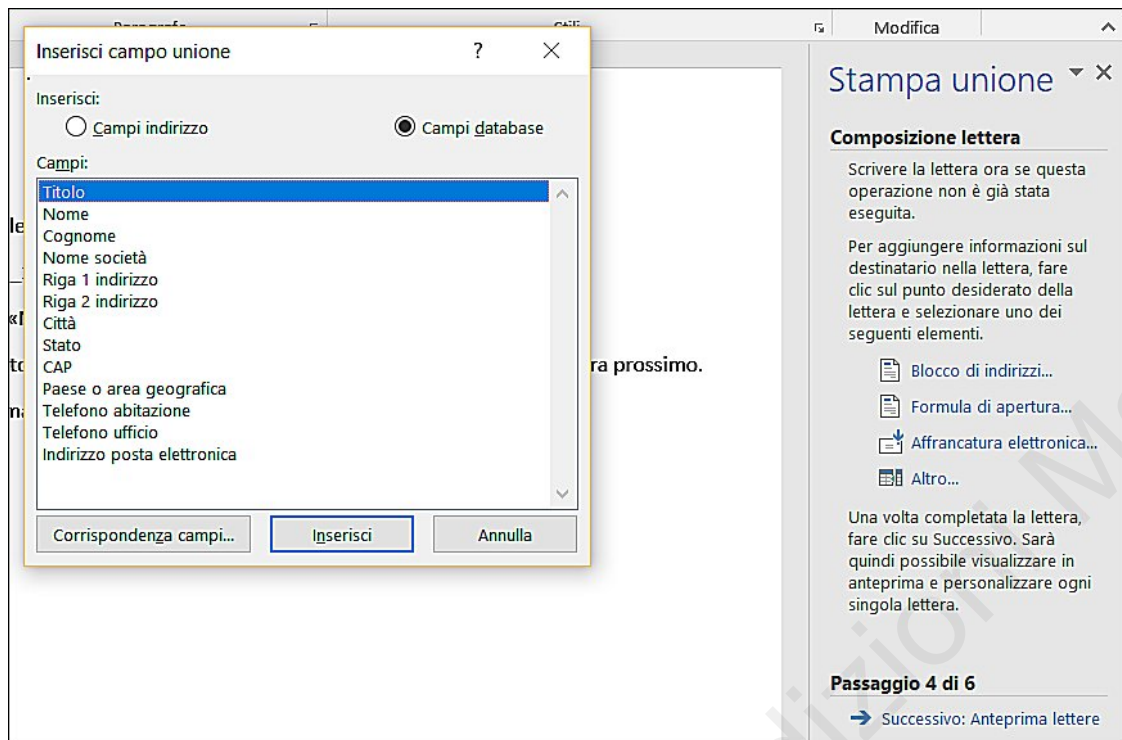 Modifica
Inserisci campo unione
?
Inserisci:
Campi indirizzo
Campi database
Campi:
Titolo
Nome
Cognome
Nome società
Riga 1 indirizzo
Riga 2 indirizzo
Città
Stato
CAP
Paese o area geografica
Telefono abitazione
Telefono ufficio
Indirizzo posta elettronica
Corrispondenza campi...
Inserisci
Annulla
ra prossimo.
Stampa unione
Composizione lettera
Scrivere la lettera ora se questa
operazione non è già stata
eseguita.
Per aggiungere informazioni sul
destinatario nella lettera, fare
clic sul punto desiderato della
lettera e selezionare uno dei
seguenti elementi.
Blocco di indirizzi...
Formula di apertura...
Affrancatura elettronica...
Altro...
Una volta completata la lettera,
fare clic su Successivo. Sarà
quindi possibile visualizzare in
anteprima e personalizzare ogni
singola lettera.
Passaggio 4 di 6
Successivo: Anteprima lettere